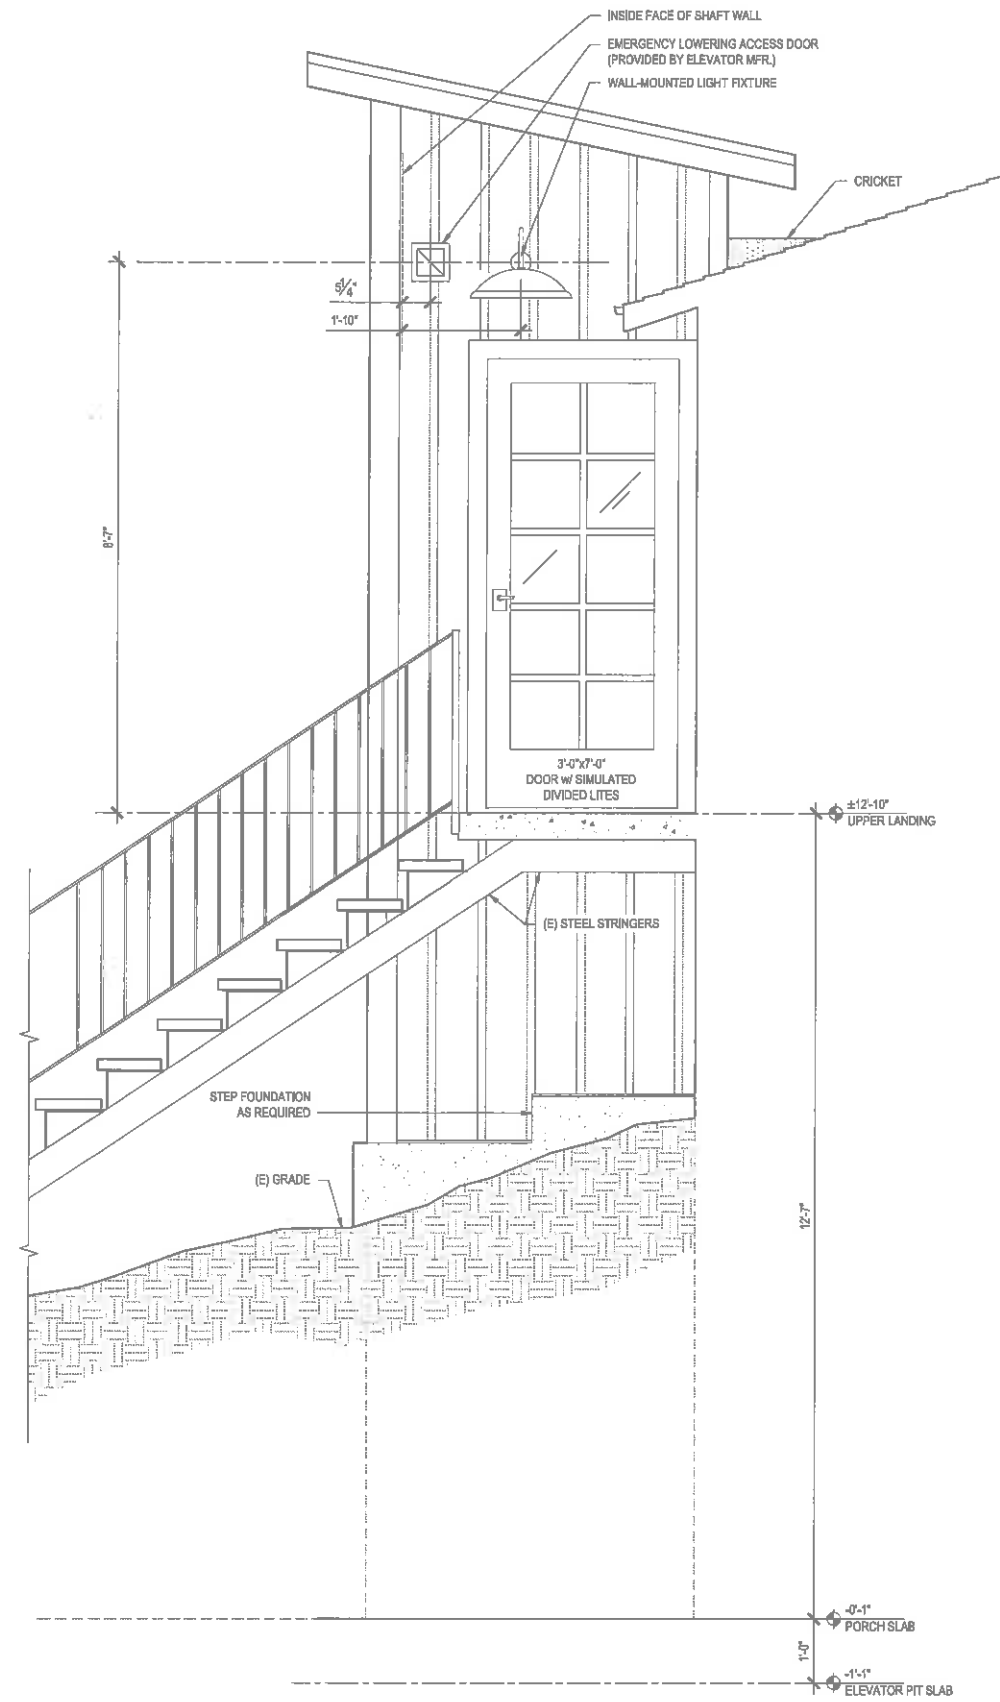 INSIDE FACE OF SHAFT WALL
EMERGENCY LOWERING ACCESS DOOR
(PROVIDED BY ELEVATOR MFR.)
WALL-MOUNTED LIGHT FIXTURE
CRICKET
5¼"
1'-10"
8'-7"
3'-0"x7'-0"
DOOR w/ SIMULATED
DIVIDED LITES
±12'-10"
UPPER LANDING
(E) STEEL STRINGERS
STEP FOUNDATION
AS REQUIRED
(E) GRADE
12'-7"
-0'-1"
PORCH SLAB
1'-0"
-1'-1"
ELEVATOR PIT SLAB